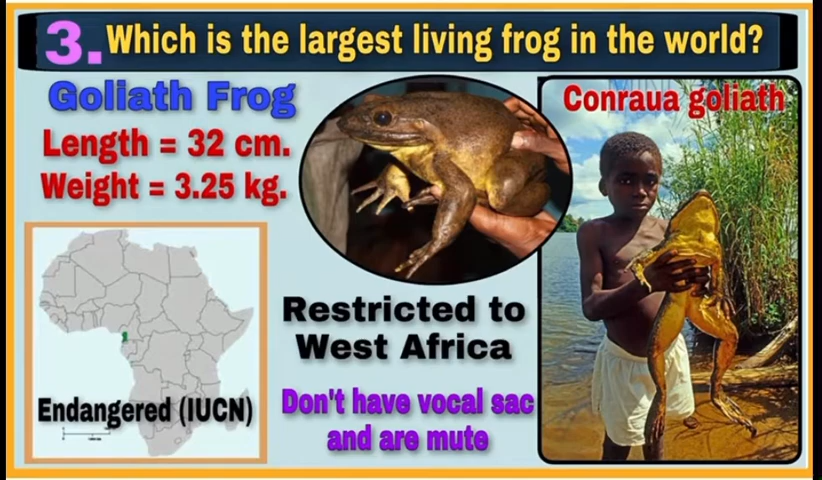 3. Which is the largest living frog in the world?
Goliath Frog
Length = 32 cm.
Weight = 3.25 kg.
Conraua goliath
Restricted to
West Africa
Endangered (IUCN)
Don't have vocal sac
and are mute